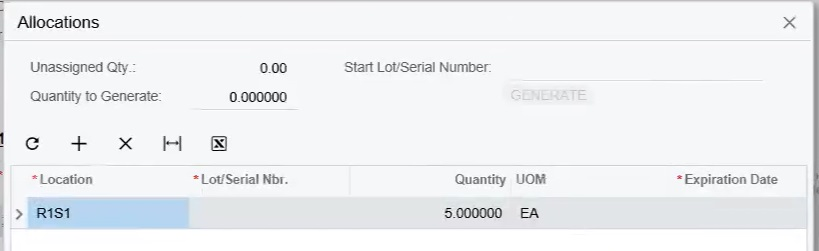 Allocations
Unassigned Qty.: 0.00 Start Lot/Serial Number:
Quantity to Generate: 0.000000 GENERATE
*Location *Lot/Serial Nbr. Quantity UOM *Expiration Date
R1S1 5.000000 EA